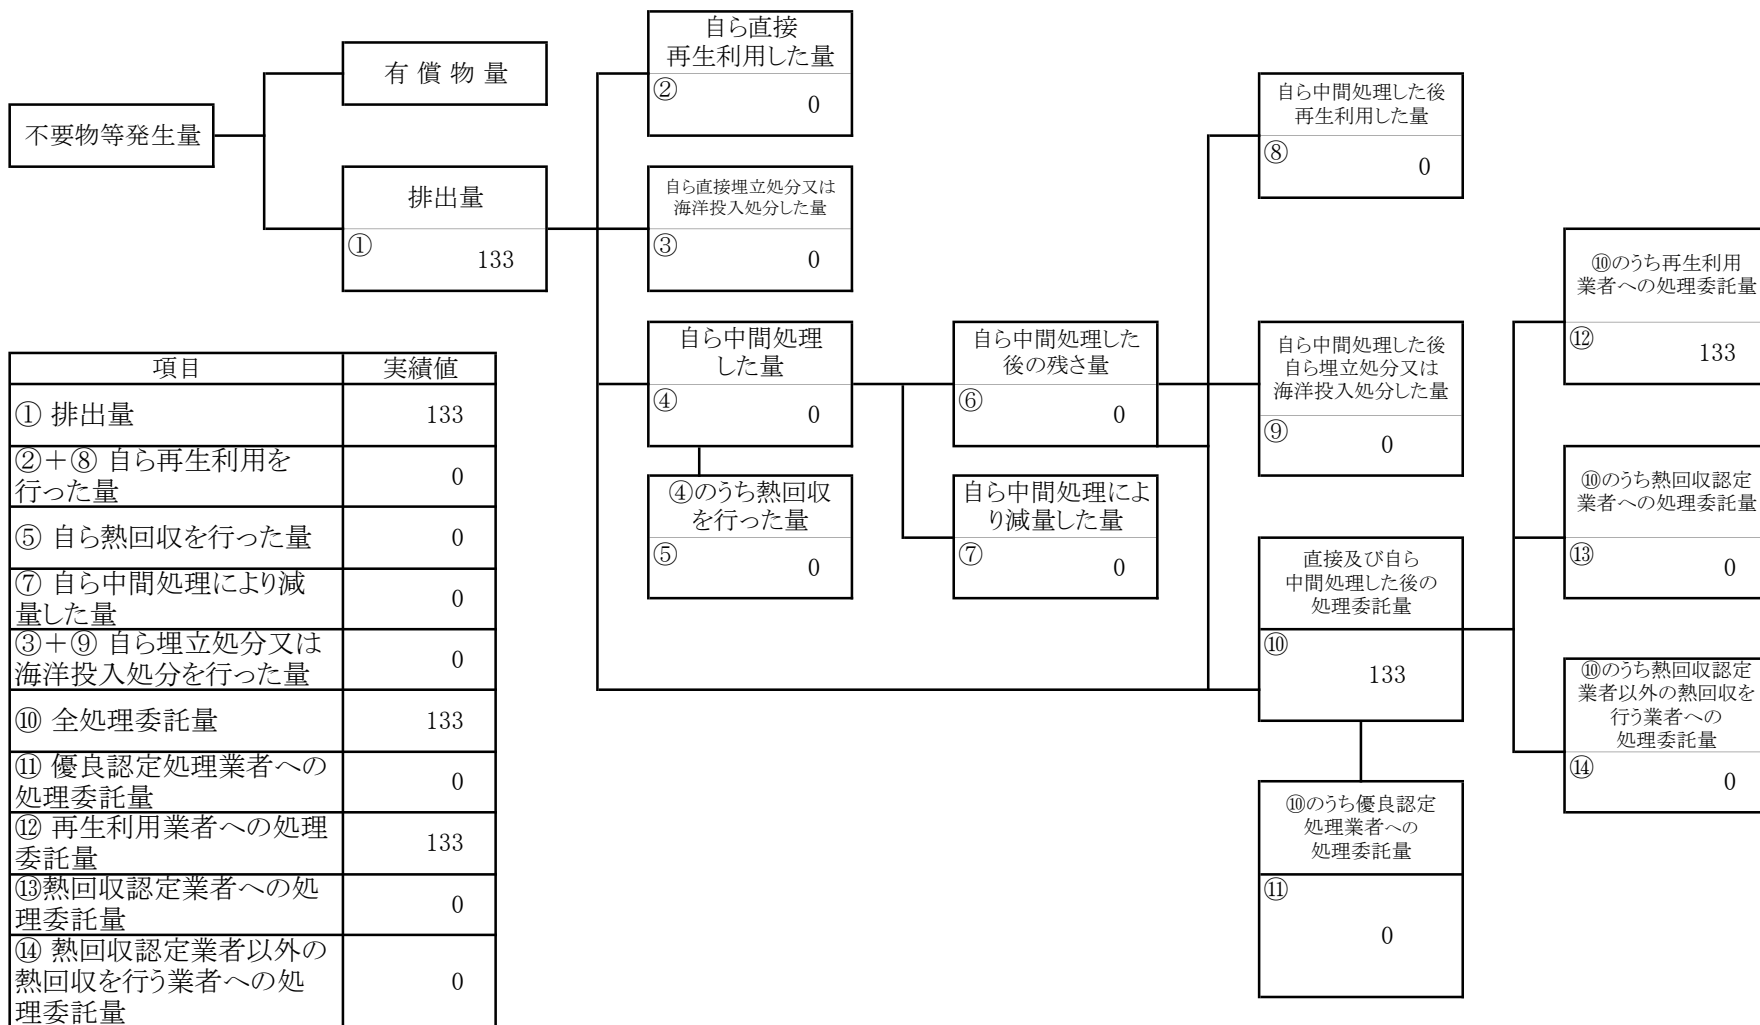 自ら直接
再生利用した量
②
0
有 償 物 量
不要物等発生量
自ら中間処理した後
再生利用した量
⑧
0
排出量
①
133
自ら直接埋立処分又は
海洋投入処分した量
③
0
⑩のうち再生利用
業者への処理委託量
⑫
133
自ら中間処理
した量
④
0
自ら中間処理した
後の残さ量
⑥
0
自ら中間処理した後
自ら埋立処分又は
海洋投入処分した量
⑨
0
④のうち熱回収
を行った量
⑤
0
自ら中間処理によ
り減量した量
⑦
0
⑩のうち熱回収認定
業者への処理委託量
⑬
0
直接及び自ら
中間処理した後の
処理委託量
⑩
133
⑩のうち熱回収認定
業者以外の熱回収を
行う業者への
処理委託量
⑭
0
⑩のうち優良認定
処理業者への
処理委託量
⑪
0
項目 実績値
① 排出量 133
②＋⑧ 自ら再生利用を
行った量 0
⑤ 自ら熱回収を行った量 0
⑦ 自ら中間処理により減
量した量 0
③＋⑨ 自ら埋立処分又は
海洋投入処分を行った量 0
⑩ 全処理委託量 133
⑪ 優良認定処理業者への
処理委託量 0
⑫ 再生利用業者への処理
委託量 133
⑬熱回収認定業者への処
理委託量 0
⑭ 熱回収認定業者以外の
熱回収を行う業者への処
理委託量 0